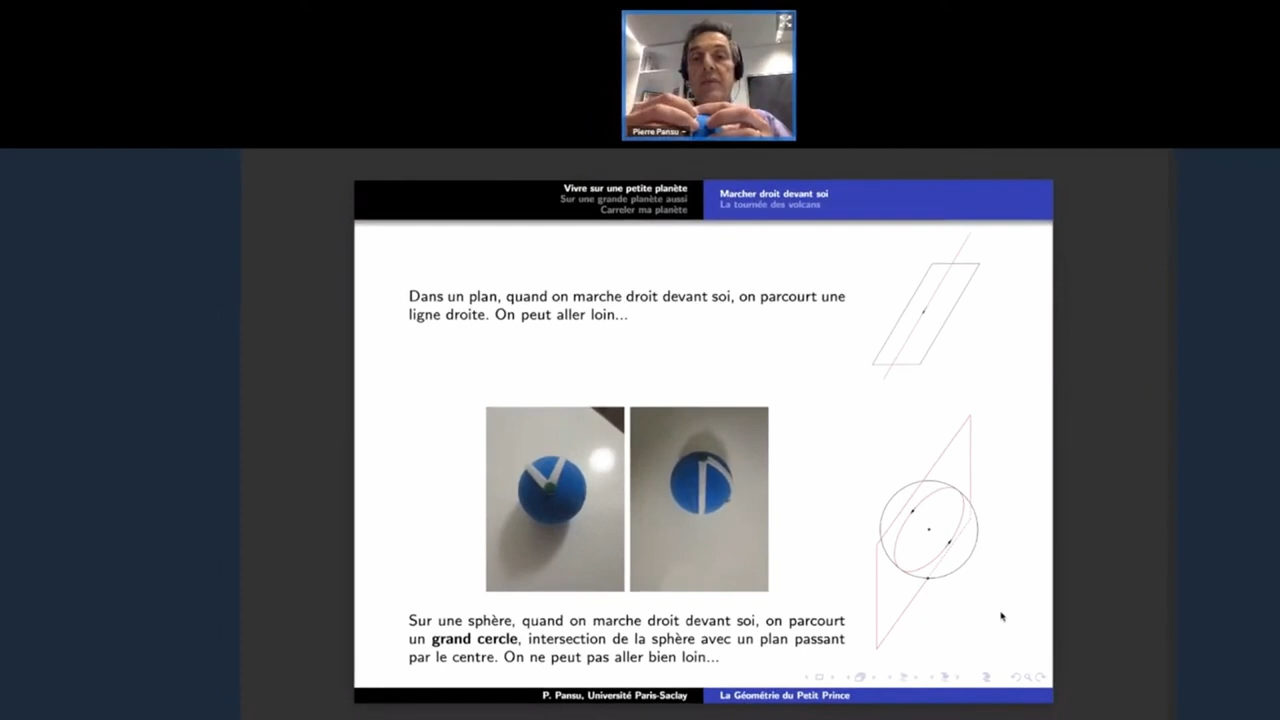 Pierre Pansu
Vivre sur une petite planète
Sur une grande planète aussi
Carreler ma planète
Marcher droit devant soi
La tournée des volcans
Dans un plan, quand on marche droit devant soi, on parcourt une
ligne droite. On peut aller loin...
Sur une sphère, quand on marche droit devant soi, on parcourt
un grand cercle, intersection de la sphère avec un plan passant
par le centre. On ne peut pas aller bien loin...
P. Pansu, Université Paris-Saclay
La Géométrie du Petit Prince